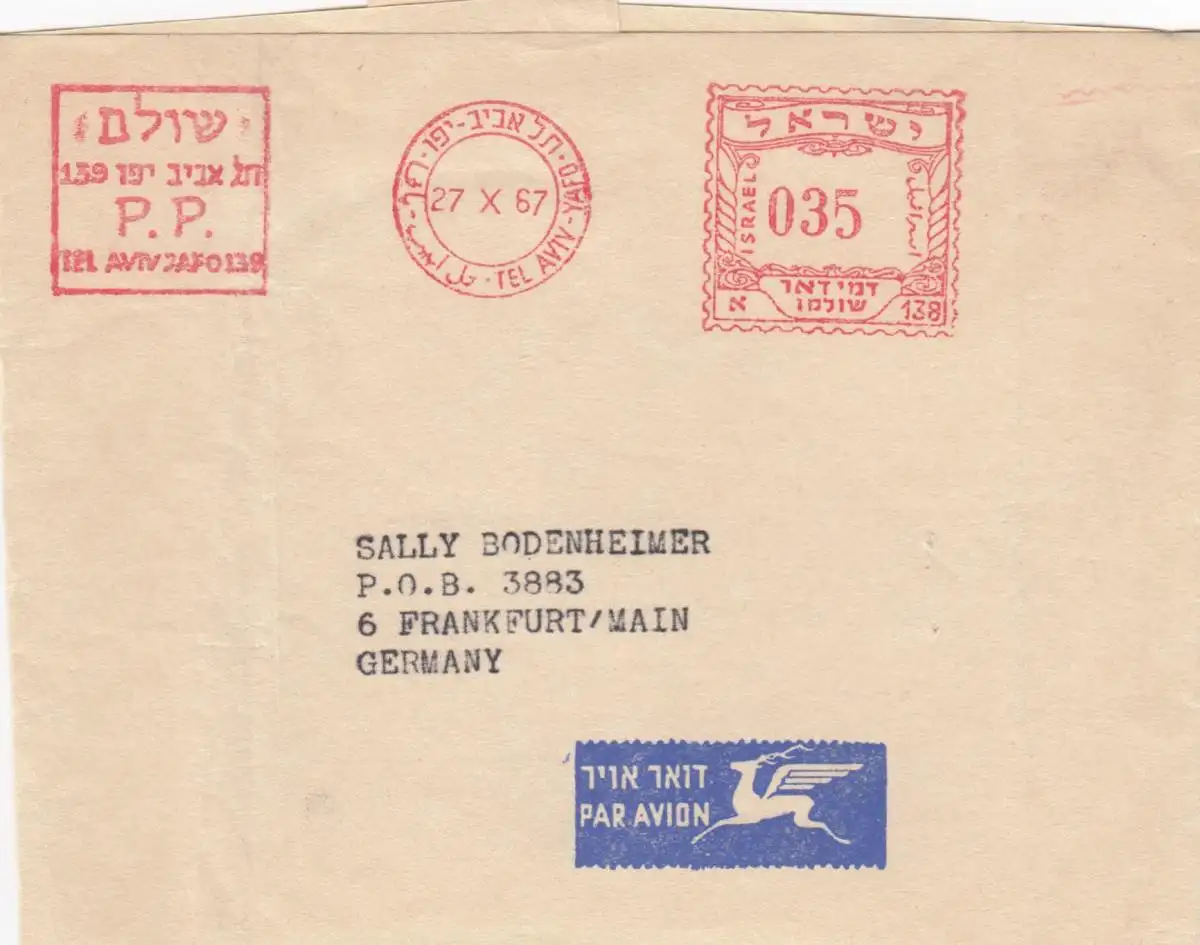 שולם
תל אביב יפו 139
P.P.
TEL AVIV JAFO 139
תל אביב-יפו
TEL AVIV-YAFO
27 X 67
ישראל
ISRAEL
035
اسرائيل
דמי דאר
שולמו
א 138
SALLY BODENHEIMER
P.O.B. 3883
6 FRANKFURT/MAIN
GERMANY
דואר אויר
PAR AVION